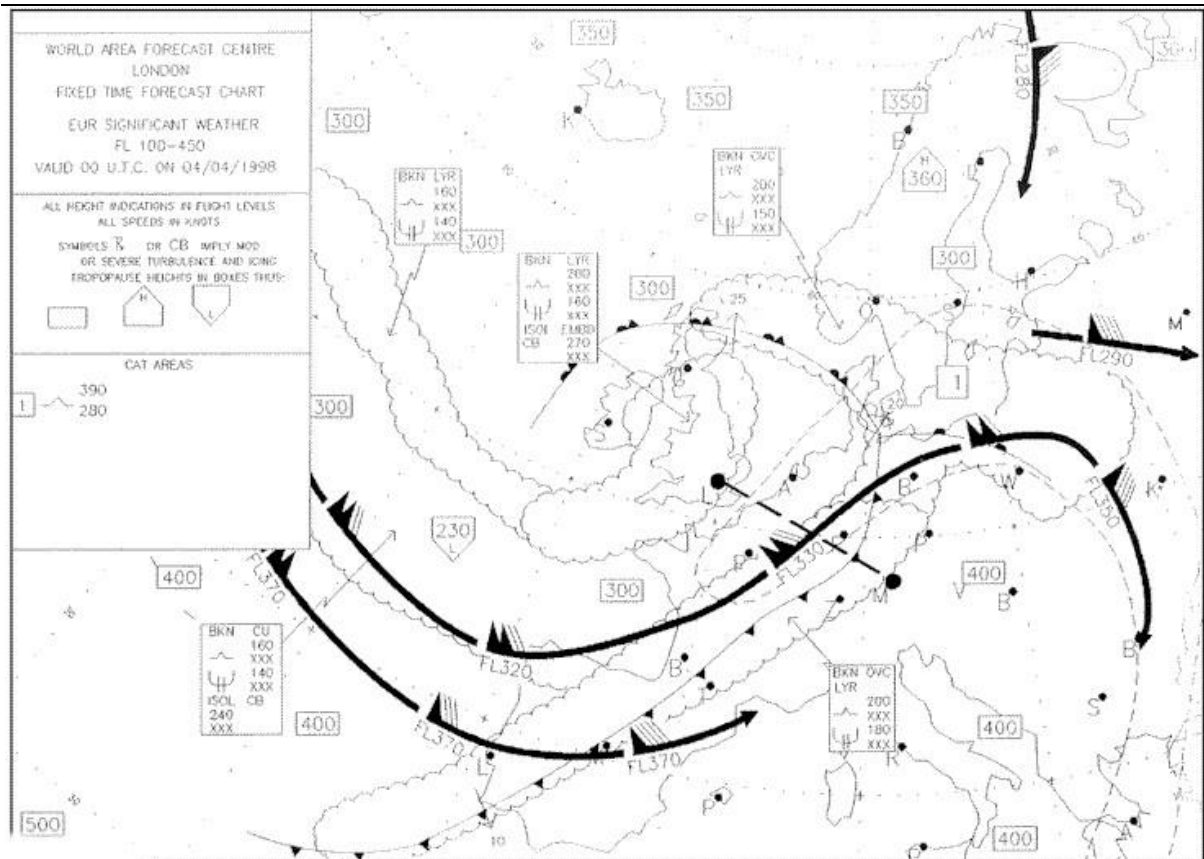 WORLD AREA FORECAST CENTRE
LONDON
FIXED TIME FORECAST CHART
EUR SIGNIFICANT WEATHER
FL 100-450
VALID 00 U.T.C. ON 04/04/1998
ALL HEIGHT INDICATIONS IN FLIGHT LEVELS
ALL SPEEDS IN KNOTS
SYMBOLS OR CB IMPLY MOD
OR SEVERE TURBULENCE AND ICING
TROPOPAUSE HEIGHTS IN BOXES THUS:
H
L
CAT AREAS
1
390
280
350
300
350
350
300
K
B
FL280
BKN LYR
160
XXX
140
XXX
300
BKN OVC
LYR
200
XXX
150
XXX
H
360
L
300
BKN LYR
200
XXX
160
XXX
ISOL EMBD
CB 270
XXX
300
25
O
S
H
M
FL290
1
20
300
S
L
A
B
W
K
FL350
230
L
P
FL330
P
400
FL370
300
M
V
400
B
BKN CU
160
XXX
140
XXX
ISOL CB
240
XXX
FL320
B
B
BKN OVC
LYR
200
XXX
180
XXX
S
400
FL370
400
L
M
FL370
R
P
500
10
400
A